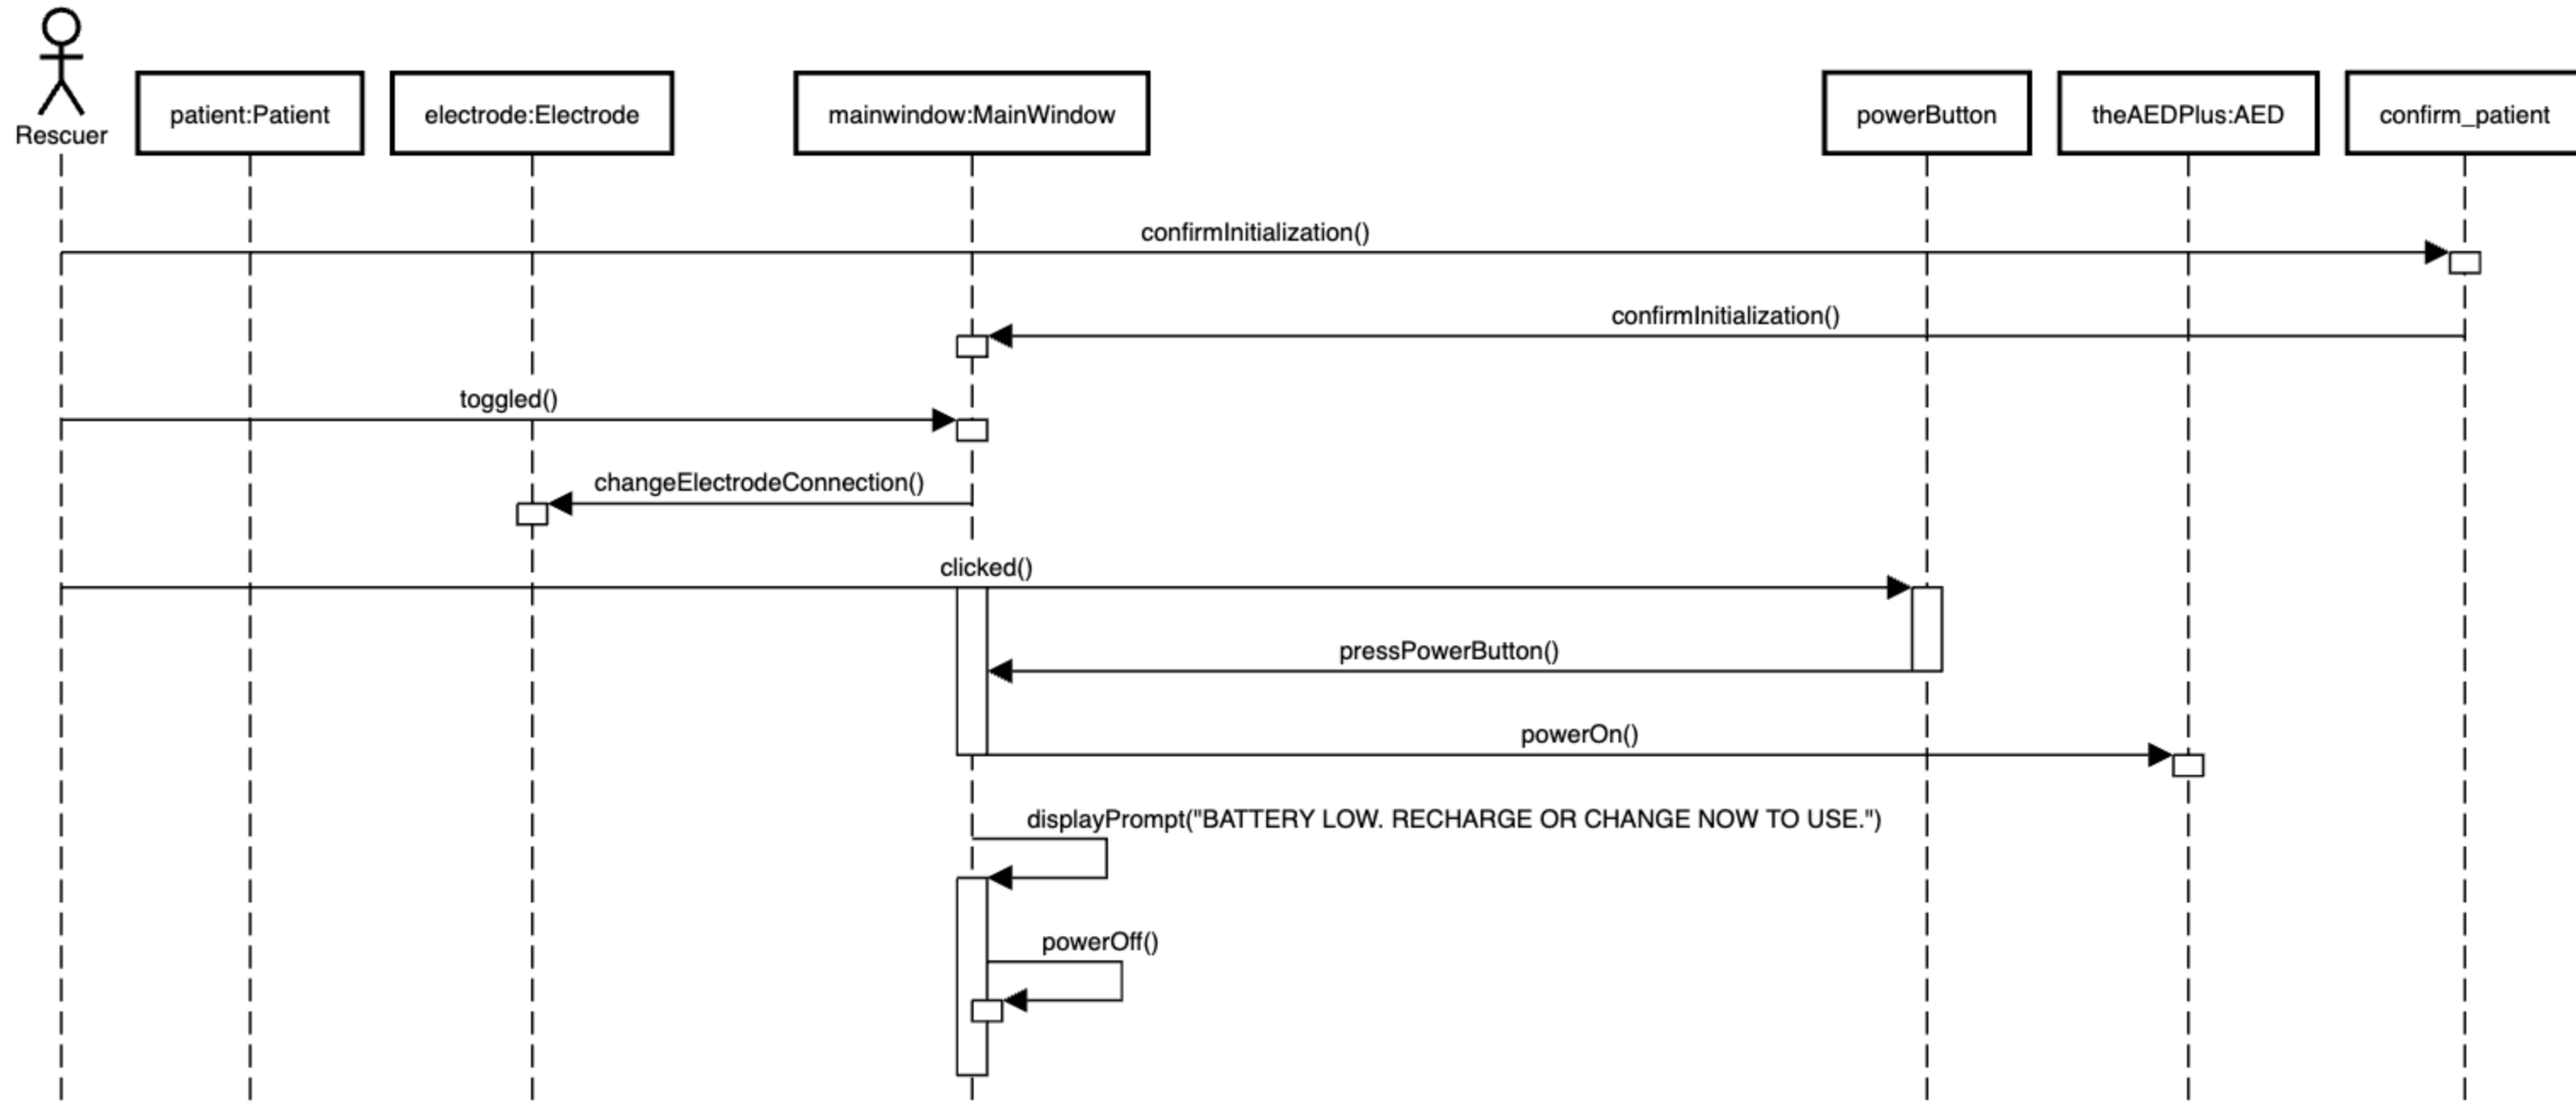 Rescuer
patient:Patient
electrode:Electrode
mainwindow:MainWindow
powerButton
theAEDPlus:AED
confirm_patient
confirmInitialization()
confirmInitialization()
toggled()
changeElectrodeConnection()
clicked()
pressPowerButton()
powerOn()
displayPrompt("BATTERY LOW. RECHARGE OR CHANGE NOW TO USE.")
powerOff()